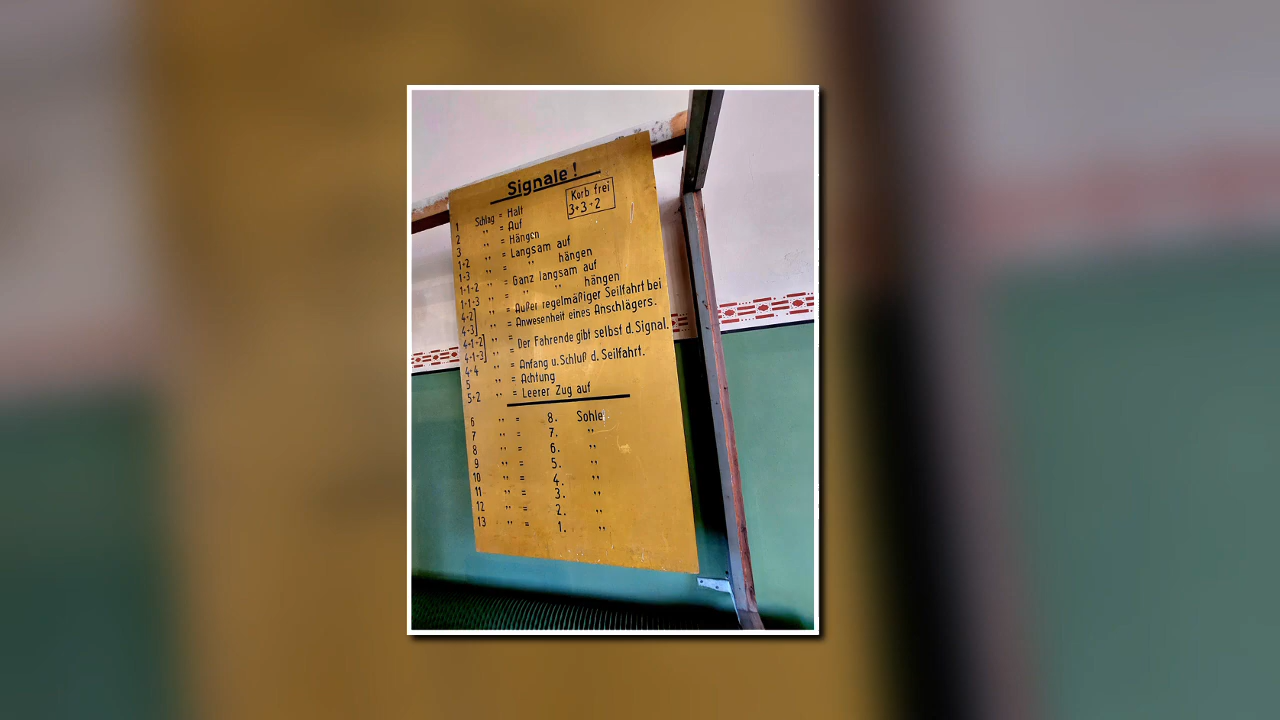 Signale!
Korb frei
3+3+2
1 Schlag = Halt
2 ,, = Auf
3 ,, = Hängen
1+2 ,, = Langsam auf
1-3 ,, = ,, hängen
1-1-2 ,, = Ganz langsam auf
1-1-3 ,, = ,, ,, hängen
4-2 ,, = Außer regelmäßiger Seilfahrt bei
4-3 ,, = Anwesenheit eines Anschlägers.
4-1-2 ,, = Der Fahrende gibt selbst d. Signal.
4-1-3 ,, =
4+4 ,, = Anfang u. Schluß d. Seilfahrt.
5 ,, = Achtung
5+2 ,, = Leerer Zug auf
6 ,, = 8. Sohle
7 ,, = 7. ,,
8 ,, = 6. ,,
9 ,, = 5. ,,
10 ,, = 4. ,,
11 ,, = 3. ,,
12 ,, = 2. ,,
13 ,, = 1. ,,